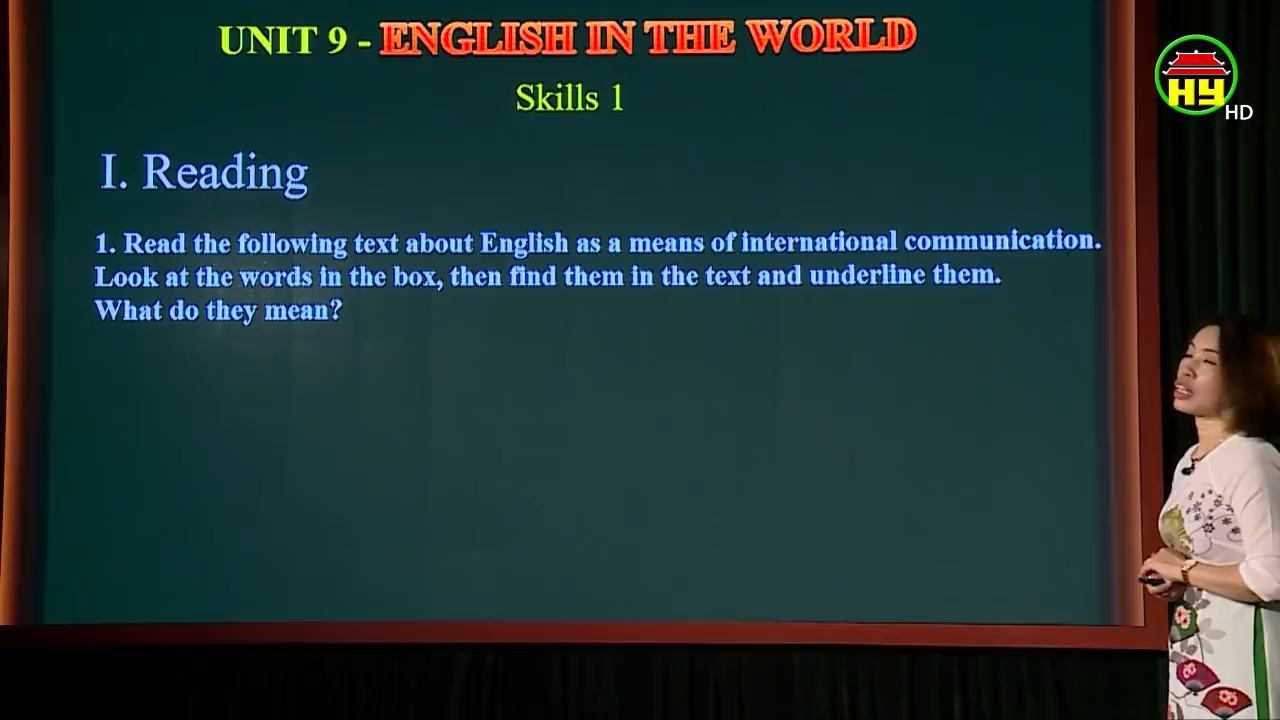 UNIT 9 - ENGLISH IN THE WORLD
HY
HD
Skills 1
I. Reading
1. Read the following text about English as a means of international communication.
Look at the words in the box, then find them in the text and underline them.
What do they mean?